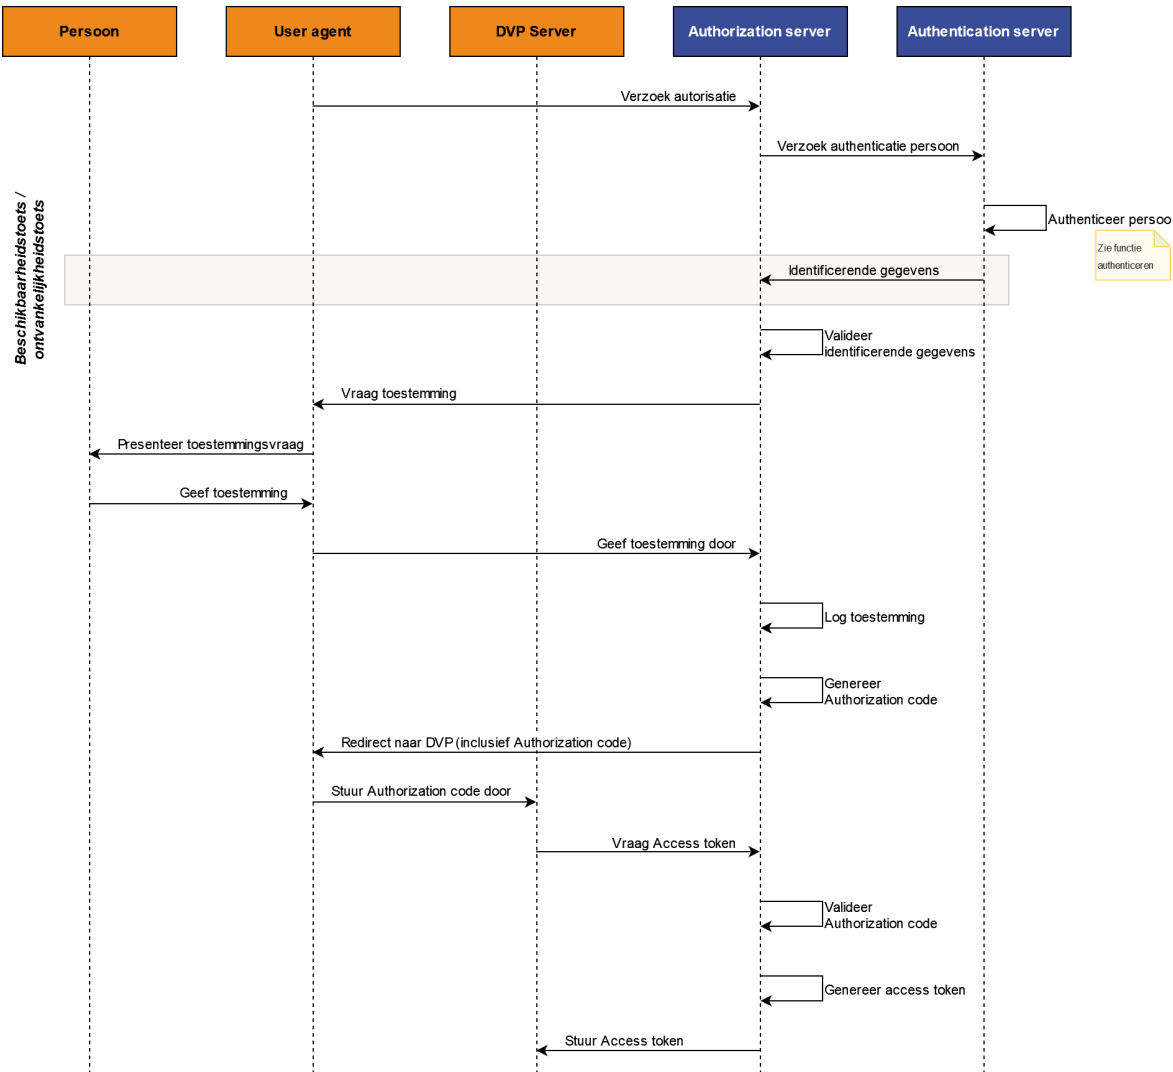 Persoon
User agent
DVP Server
Authorization server
Authentication server
Verzoek autorisatie
Verzoek authenticatie persoon
Beschikbaarheidstoets /
ontvankelijkheidstoets
Authenticeer persoo
Zie functie
authenticeren
Identificerende gegevens
Valideer
identificerende gegevens
Vraag toestemming
Presenteer toestemmingsvraag
Geef toestemming
Geef toestemming door
Log toestemming
Genereer
Authorization code
Redirect naar DVP (inclusief Authorization code)
Stuur Authorization code door
Vraag Access token
Valideer
Authorization code
Genereer access token
Stuur Access token